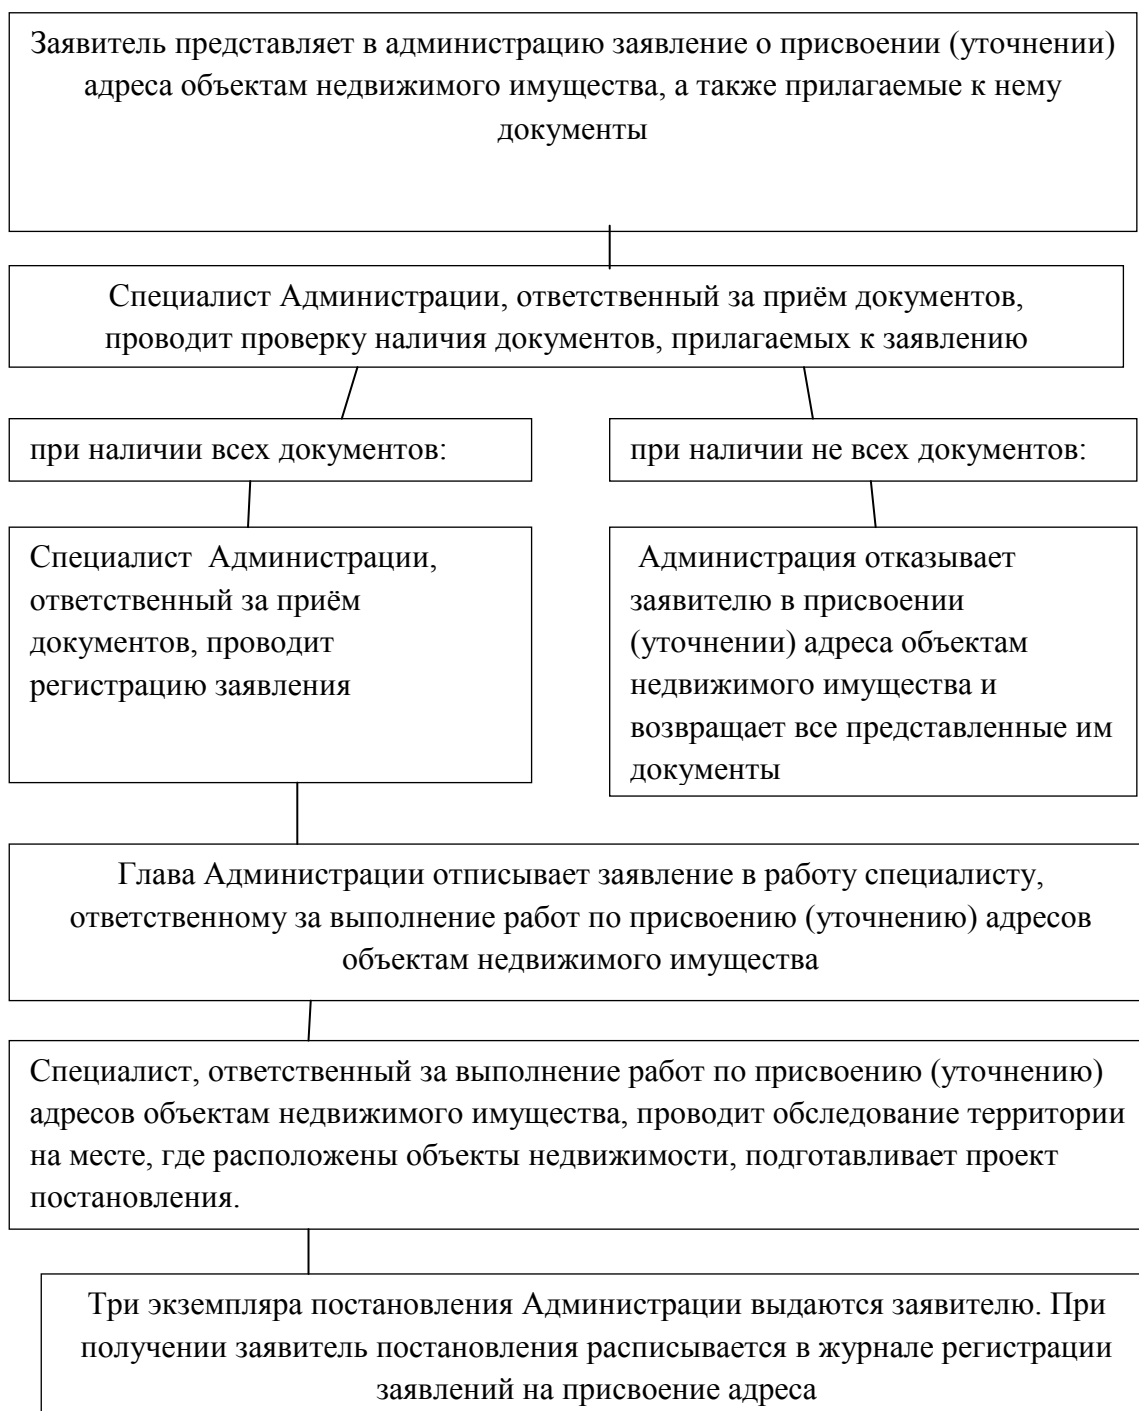 Заявитель представляет в администрацию заявление о присвоении (уточнении)
адреса объектам недвижимого имущества, а также прилагаемые к нему
документы
Специалист Администрации, ответственный за приём документов,
проводит проверку наличия документов, прилагаемых к заявлению
при наличии всех документов:
при наличии не всех документов:
Специалист Администрации,
ответственный за приём
документов, проводит
регистрацию заявления
Администрация отказывает
заявителю в присвоении
(уточнении) адреса объектам
недвижимого имущества и
возвращает все представленные им
документы
Глава Администрации отписывает заявление в работу специалисту,
ответственному за выполнение работ по присвоению (уточнению) адресов
объектам недвижимого имущества
Специалист, ответственный за выполнение работ по присвоению (уточнению)
адресов объектам недвижимого имущества, проводит обследование территории
на месте, где расположены объекты недвижимости, подготавливает проект
постановления.
Три экземпляра постановления Администрации выдаются заявителю. При
получении заявитель постановления расписывается в журнале регистрации
заявлений на присвоение адреса